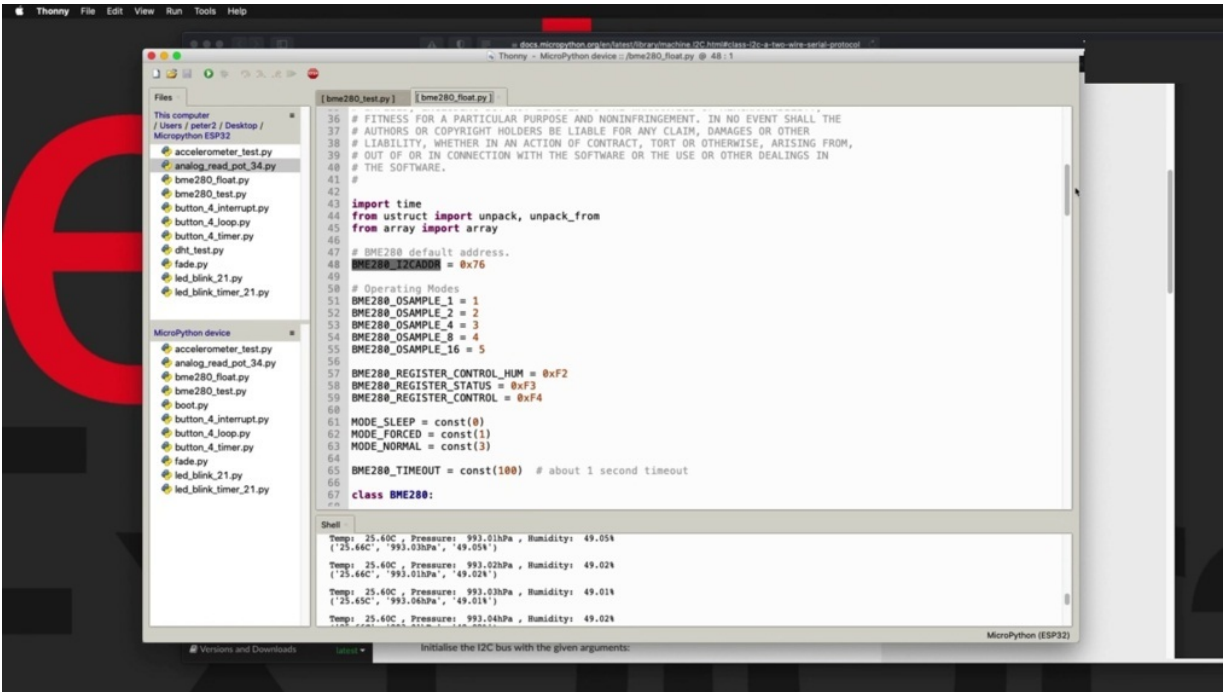 Thonny File Edit View Run Tools Help
docs.micropython.org/en/latest/library/machine.I2C.html#class-i2c-a-two-wire-serial-protocol
Thonny - MicroPython device :: /bme280_float.py @ 48 : 1
Files
This computer
/ Users / peter2 / Desktop /
Micropython ESP32
accelerometer_test.py
analog_read_pot_34.py
bme280_float.py
bme280_test.py
button_4_interrupt.py
button_4_loop.py
button_4_timer.py
dht_test.py
fade.py
led_blink_21.py
led_blink_timer_21.py
MicroPython device
accelerometer_test.py
analog_read_pot_34.py
bme280_float.py
bme280_test.py
boot.py
button_4_interrupt.py
button_4_loop.py
button_4_timer.py
fade.py
led_blink_21.py
led_blink_timer_21.py
[ bme280_test.py ] [ bme280_float.py ]
36 # FITNESS FOR A PARTICULAR PURPOSE AND NONINFRINGEMENT. IN NO EVENT SHALL THE
37 # AUTHORS OR COPYRIGHT HOLDERS BE LIABLE FOR ANY CLAIM, DAMAGES OR OTHER
38 # LIABILITY, WHETHER IN AN ACTION OF CONTRACT, TORT OR OTHERWISE, ARISING FROM,
39 # OUT OF OR IN CONNECTION WITH THE SOFTWARE OR THE USE OR OTHER DEALINGS IN
40 # THE SOFTWARE.
41 #
42
43 import time
44 from ustruct import unpack, unpack_from
45 from array import array
46
47 # BME280 default address.
48 BME280_I2CADDR = 0x76
49
50 # Operating Modes
51 BME280_OSAMPLE_1 = 1
52 BME280_OSAMPLE_2 = 2
53 BME280_OSAMPLE_4 = 3
54 BME280_OSAMPLE_8 = 4
55 BME280_OSAMPLE_16 = 5
56
57 BME280_REGISTER_CONTROL_HUM = 0xF2
58 BME280_REGISTER_STATUS = 0xF3
59 BME280_REGISTER_CONTROL = 0xF4
60
61 MODE_SLEEP = const(0)
62 MODE_FORCED = const(1)
63 MODE_NORMAL = const(3)
64
65 BME280_TIMEOUT = const(100) # about 1 second timeout
66
67 class BME280:
Shell
Temp: 25.60C , Pressure: 993.01hPa , Humidity: 49.05%
('25.66C', '993.03hPa', '49.05%')
Temp: 25.60C , Pressure: 993.02hPa , Humidity: 49.02%
('25.66C', '993.01hPa', '49.02%')
Temp: 25.60C , Pressure: 993.03hPa , Humidity: 49.01%
('25.65C', '993.06hPa', '49.01%')
Temp: 25.60C , Pressure: 993.04hPa , Humidity: 49.02%
MicroPython (ESP32)
Versions and Downloads latest
Initialise the I2C bus with the given arguments: